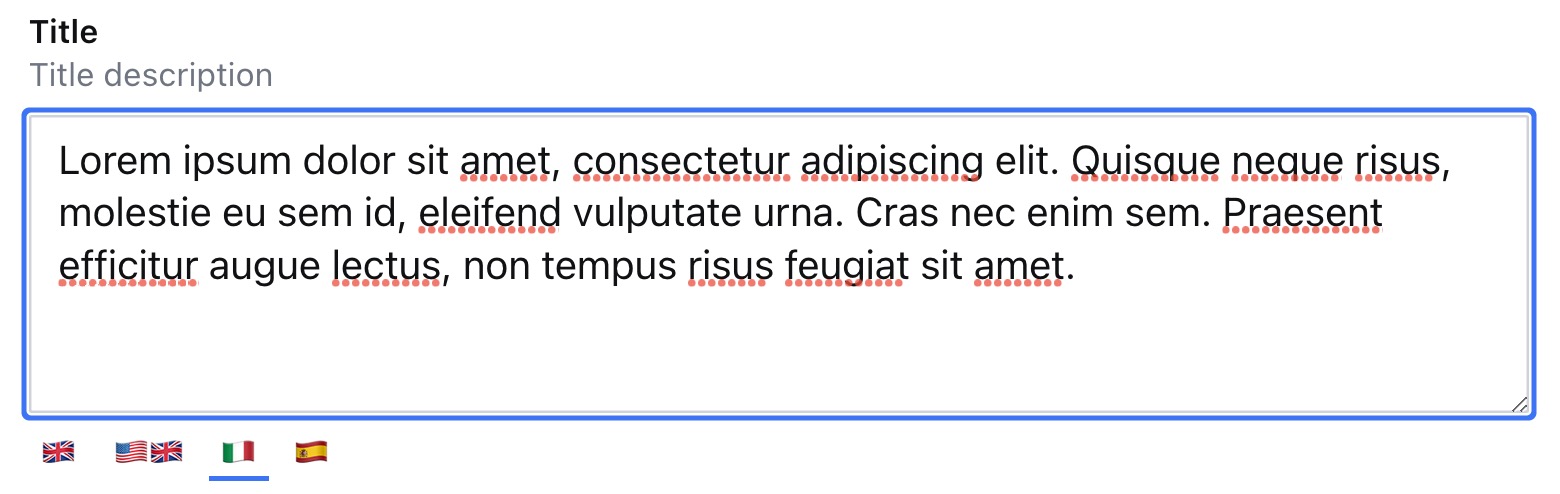 Title
Title description
Lorem ipsum dolor sit amet, consectetur adipiscing elit. Quisque neque risus,
molestie eu sem id, eleifend vulputate urna. Cras nec enim sem. Praesent
efficitur augue lectus, non tempus risus feugiat sit amet.